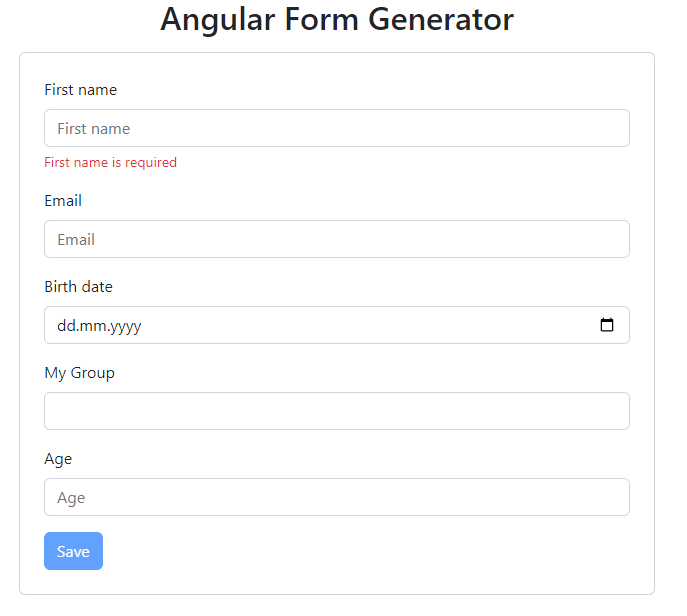 Angular Form Generator
First name
First name
First name is required
Email
Email
Birth date
dd.mm.yyyy
My Group
Age
Age
Save